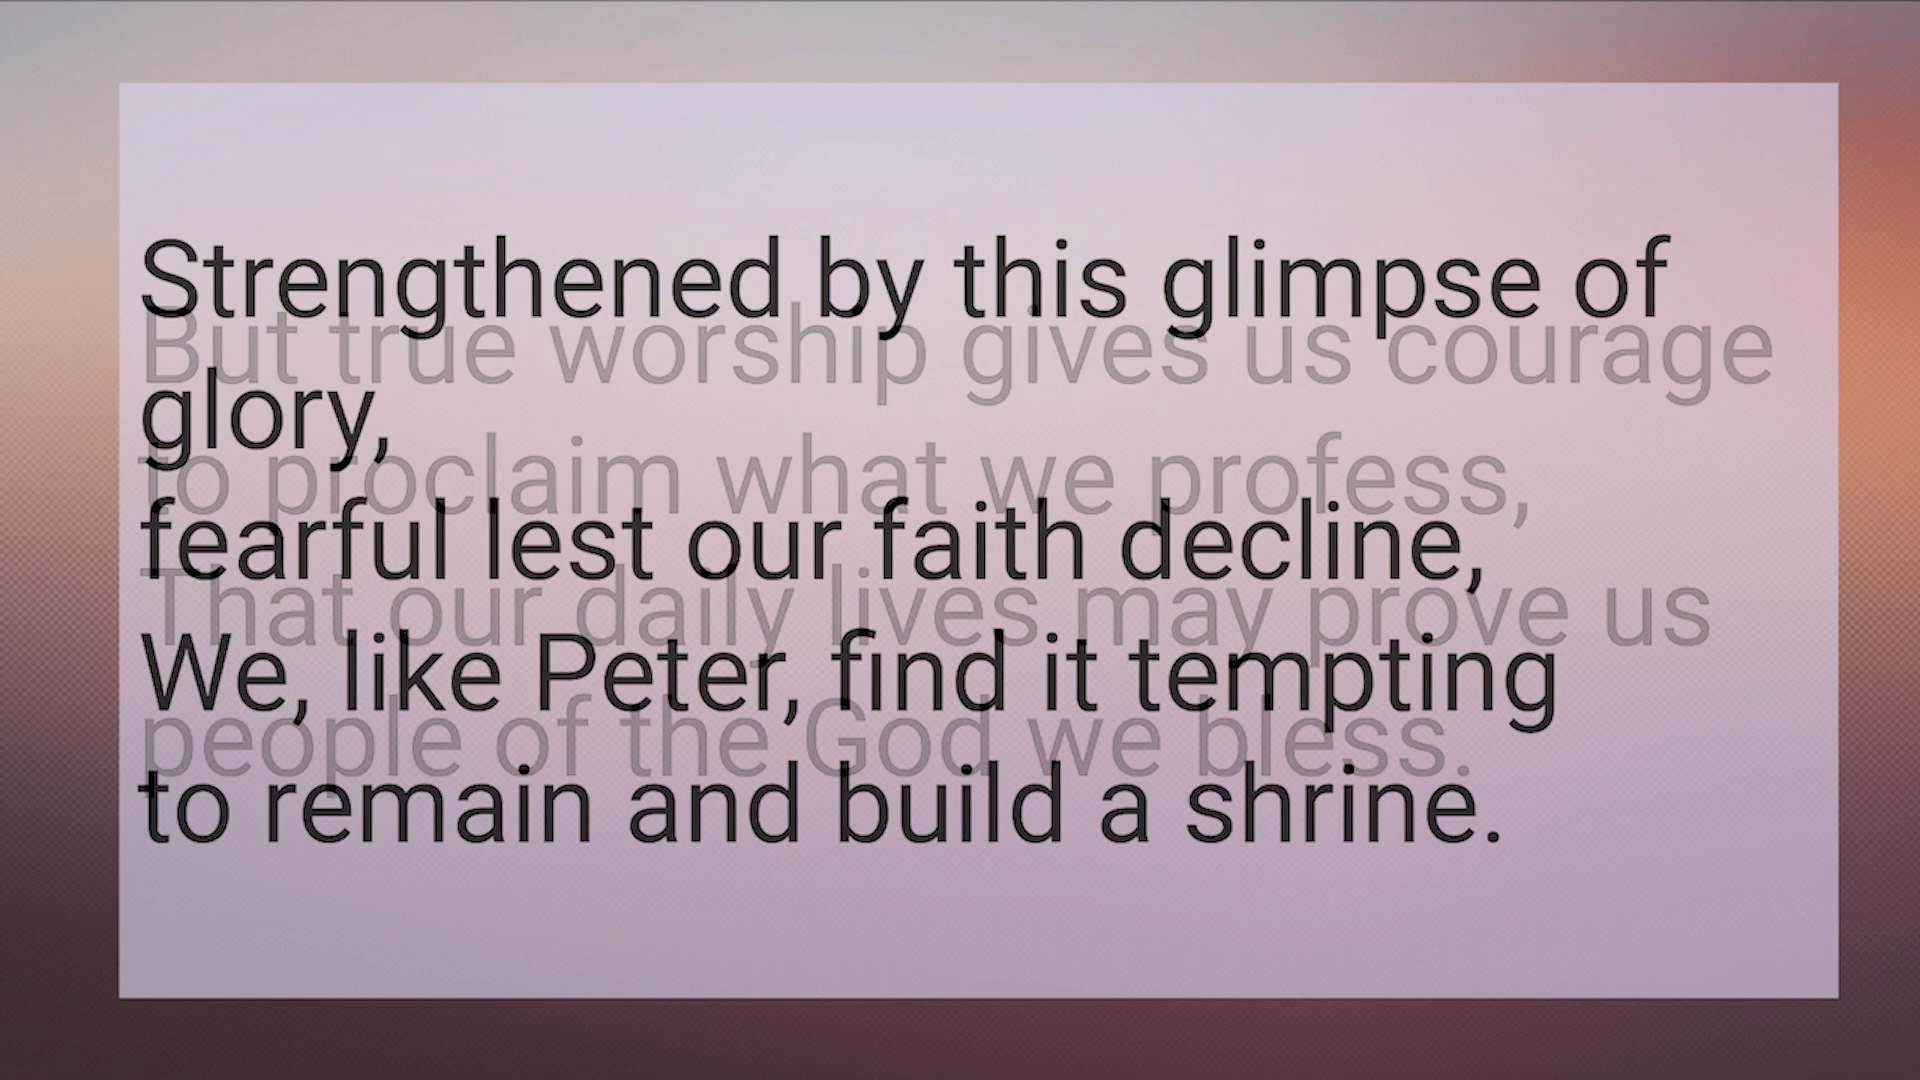 Strengthened by this glimpse of
glory,
fearful lest our faith decline,
We, like Peter, find it tempting
to remain and build a shrine.
But true worship gives us courage
to proclaim what we profess,
That our daily lives may prove us
people of the God we bless.